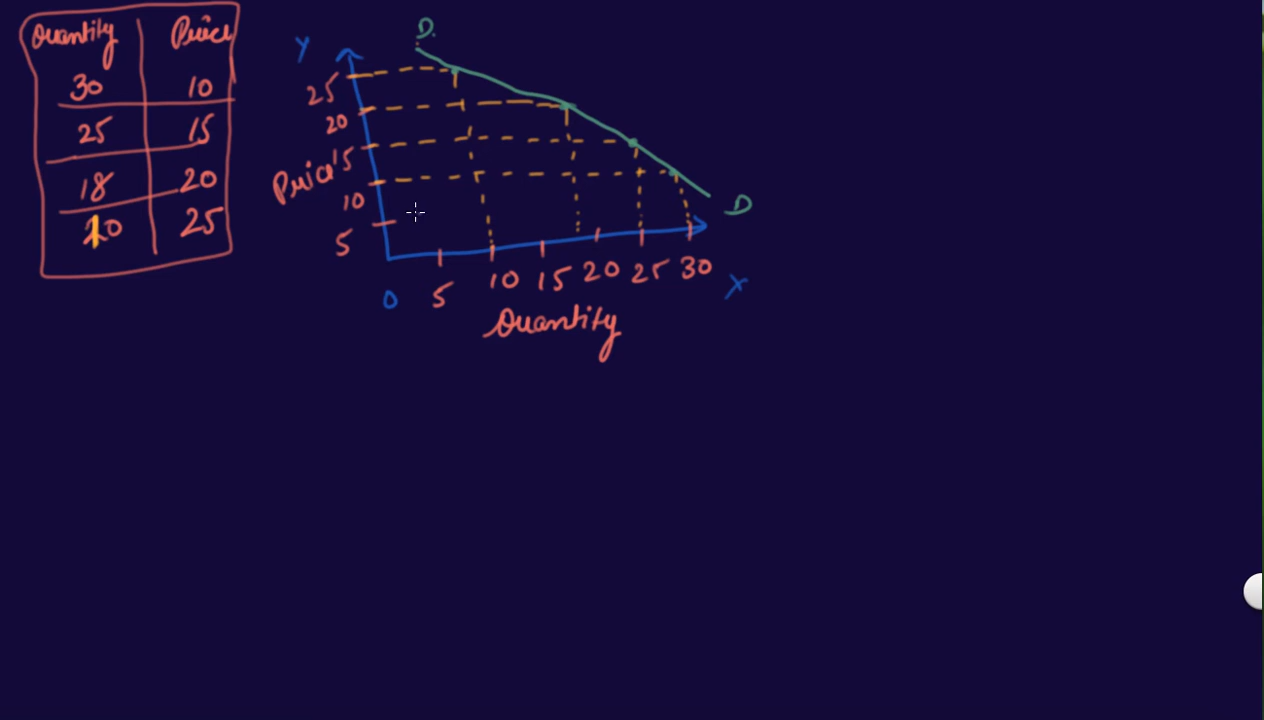 Quantity Price
30 10
25 15
18 20
10 25
D
Y
25
20
15
Price
10
5
D
0 5 10 15 20 25 30 X
Quantity